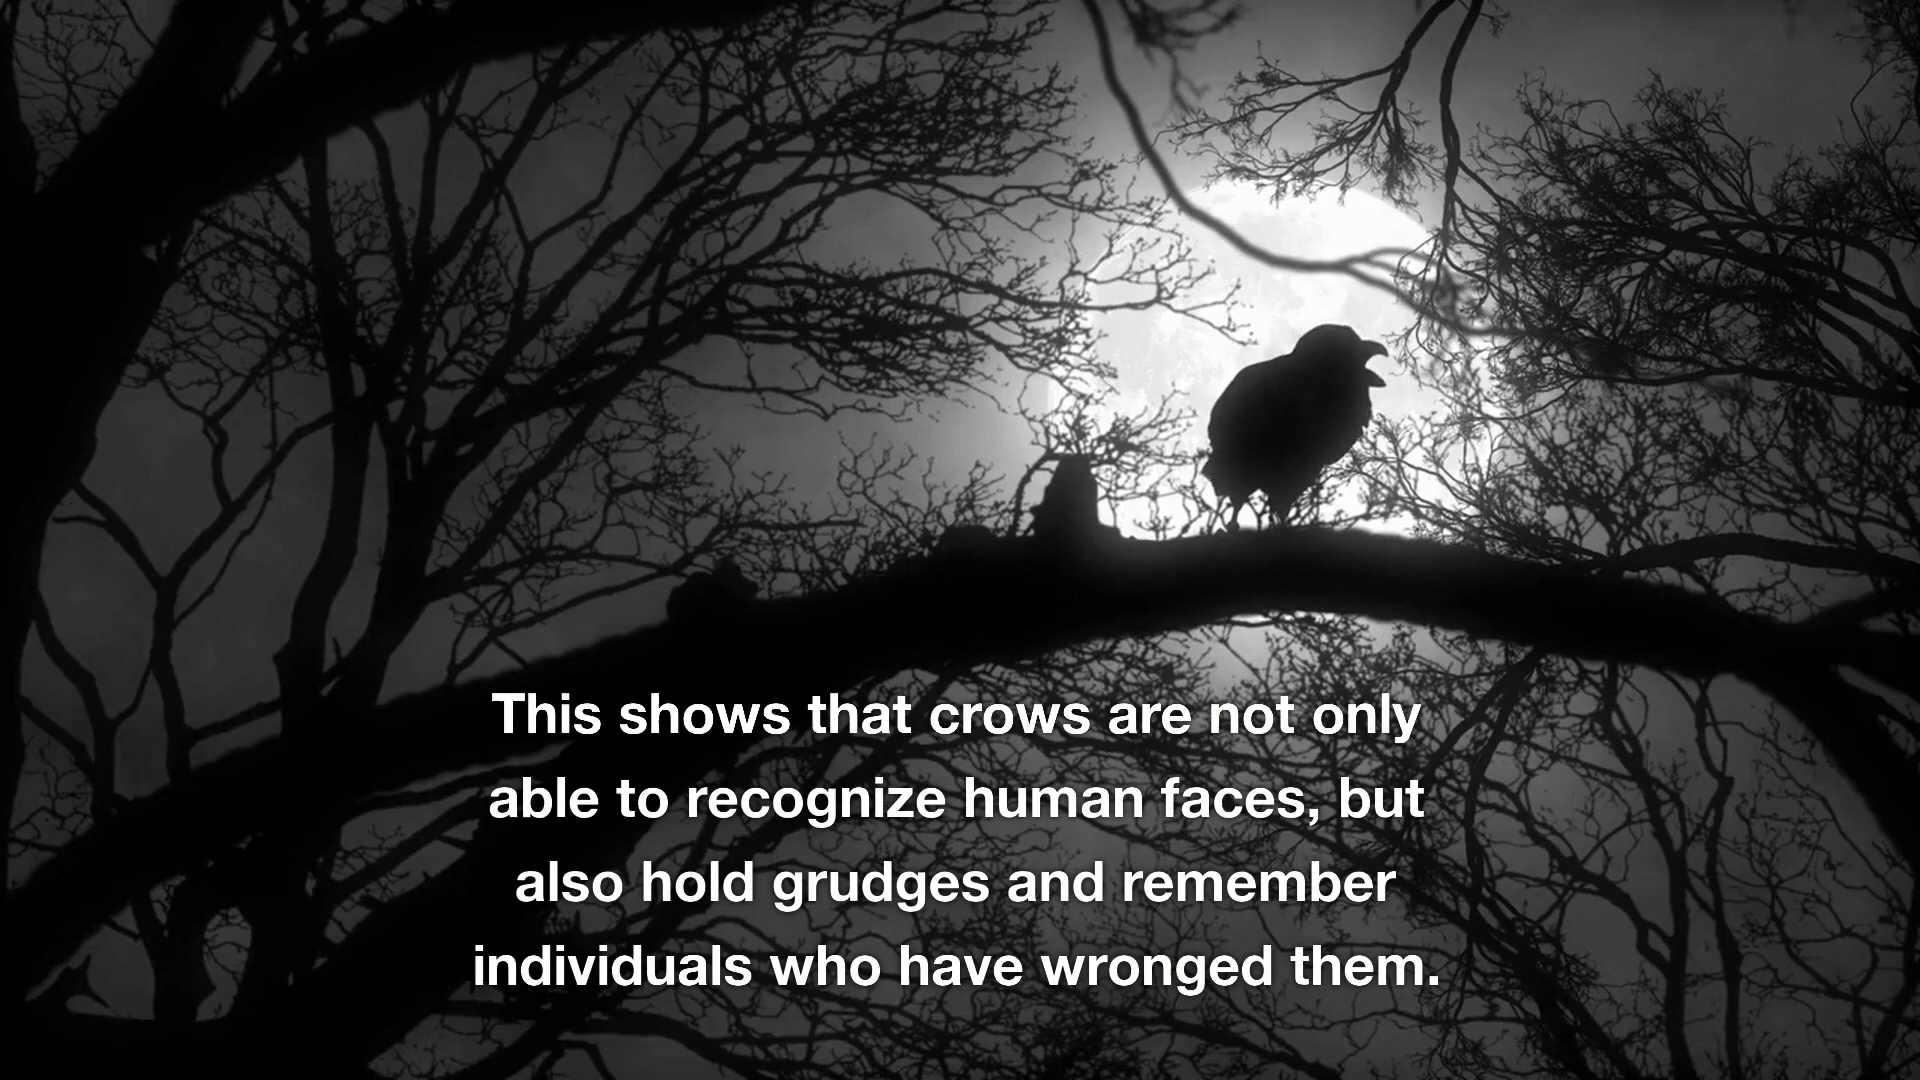 This shows that crows are not only
able to recognize human faces, but
also hold grudges and remember
individuals who have wronged them.